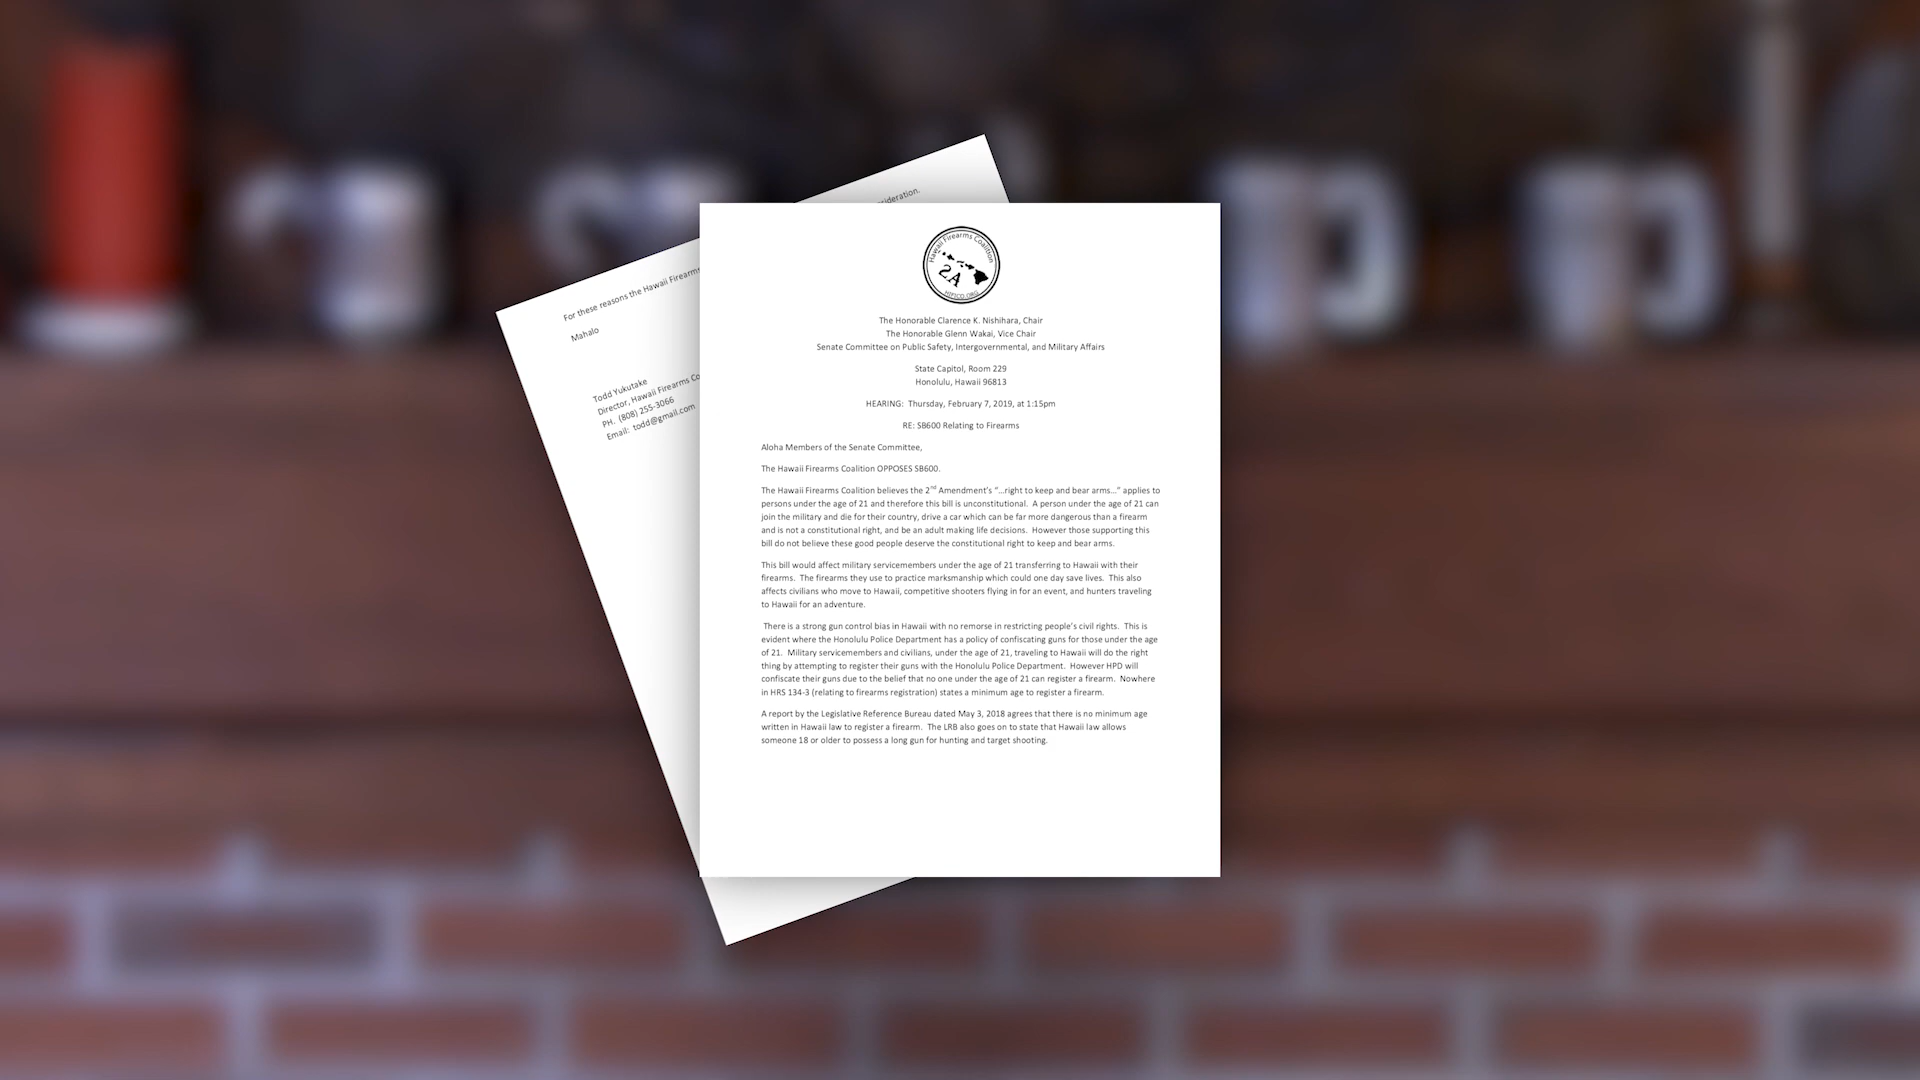 Hawaii Firearms Coalition
2A
HIFICO.ORG
The Honorable Clarence K. Nishihara, Chair
The Honorable Glenn Wakai, Vice Chair
Senate Committee on Public Safety, Intergovernmental, and Military Affairs
State Capitol, Room 229
Honolulu, Hawaii 96813
HEARING:  Thursday, February 7, 2019, at 1:15pm
RE: SB600 Relating to Firearms
Aloha Members of the Senate Committee,
The Hawaii Firearms Coalition OPPOSES SB600.
The Hawaii Firearms Coalition believes the 2nd Amendment's “…right to keep and bear arms…” applies to
persons under the age of 21 and therefore this bill is unconstitutional.  A person under the age of 21 can
join the military and die for their country, drive a car which can be far more dangerous than a firearm
and is not a constitutional right, and be an adult making life decisions.  However those supporting this
bill do not believe these good people deserve the constitutional right to keep and bear arms.
This bill would affect military servicemembers under the age of 21 transferring to Hawaii with their
firearms.  The firearms they use to practice marksmanship which could one day save lives.  This also
affects civilians who move to Hawaii, competitive shooters flying in for an event, and hunters traveling
to Hawaii for an adventure.
There is a strong gun control bias in Hawaii with no remorse in restricting people's civil rights.  This is
evident where the Honolulu Police Department has a policy of confiscating guns for those under the age
of 21.  Military servicemembers and civilians, under the age of 21, traveling to Hawaii will do the right
thing by attempting to register their guns with the Honolulu Police Department.  However HPD will
confiscate their guns due to the belief that no one under the age of 21 can register a firearm.  Nowhere
in HRS 134-3 (relating to firearms registration) states a minimum age to register a firearm.
A report by the Legislative Reference Bureau dated May 3, 2018 agrees that there is no minimum age
written in Hawaii law to register a firearm.  The LRB also goes on to state that Hawaii law allows
someone 18 or older to possess a long gun for hunting and target shooting.
For these reasons the Hawaii Firearms
Mahalo
Todd Yukutake
Director, Hawaii Firearms Co
PH.  (808) 255-3066
Email:  todd@gmail.com